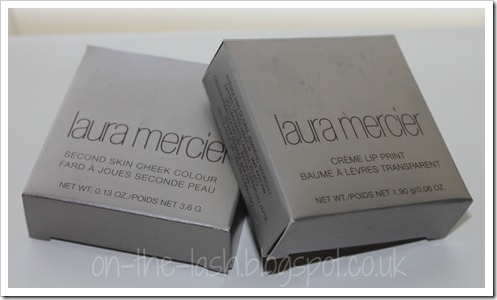 laura mercier
SECOND SKIN CHEEK COLOUR
FARD À JOUES SECONDE PEAU
NET WT. 0.13 OZ./POIDS NET 3.6 G
laura mercier
CRÈME LIP PRINT
BAUME À LÈVRES TRANSPARENT
NET WT./POIDS NET 1.90 g/0.06 OZ.
on-the-lash.blogspot.co.uk